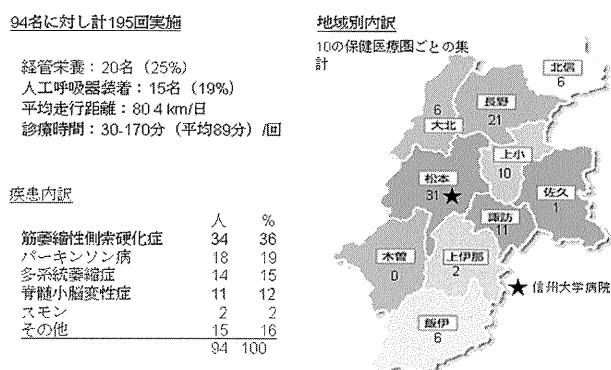 94名に対し計195回実施
経管栄養：20名（25%）
人工呼吸器装着：15名（19%）
平均走行距離：80.4 km/日
診療時間：30-170分（平均89分）/回
疾患内訳
人 %
筋萎縮性側索硬化症 34 36
パーキンソン病 18 19
多系統萎縮症 14 15
脊髄小脳変性症 11 12
スモン 2 2
その他 15 16
94 100
地域別内訳
10の保健医療圏ごとの集
計
北信
6
長野
21
6
大北
上小
10
松本
31★
佐久
1
諏訪
11
木曽
0
上伊那
2
★信州大学病院
飯伊
6